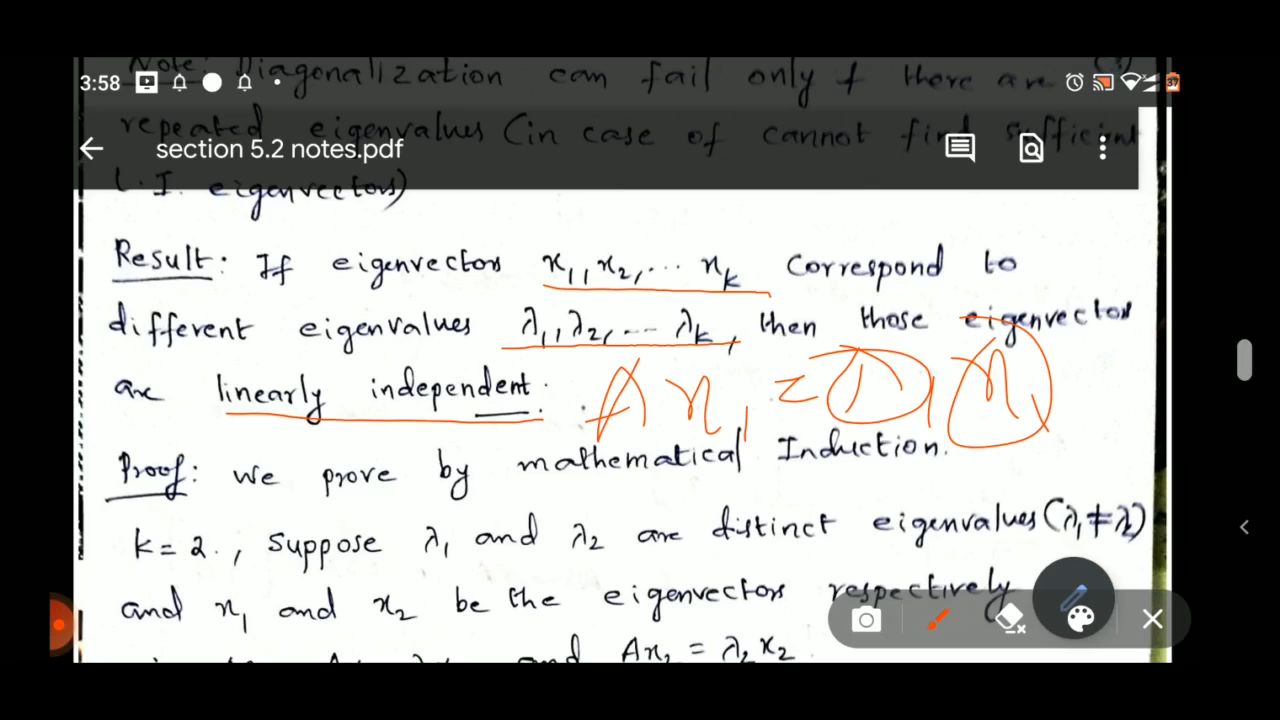 Note: Diagonalization can fail only if there are
3:58
37
repeated eigenvalues (in case of cannot find sufficient
section 5.2 notes.pdf
L.I. eigenvectors)
Result: If eigenvectors x₁, x₂, ... xₖ correspond to
different eigenvalues λ₁, λ₂, ... λₖ, then those eigenvector
are linearly independent.
A x₁ = λ₁ x₁
Proof: we prove by mathematical Induction.
k = 2., suppose λ₁ and λ₂ are distinct eigenvalues (λ₁ ≠ λ₂)
and x₁ and x₂ be the eigenvectors respectively
and Ax₂ = λ₂ x₂